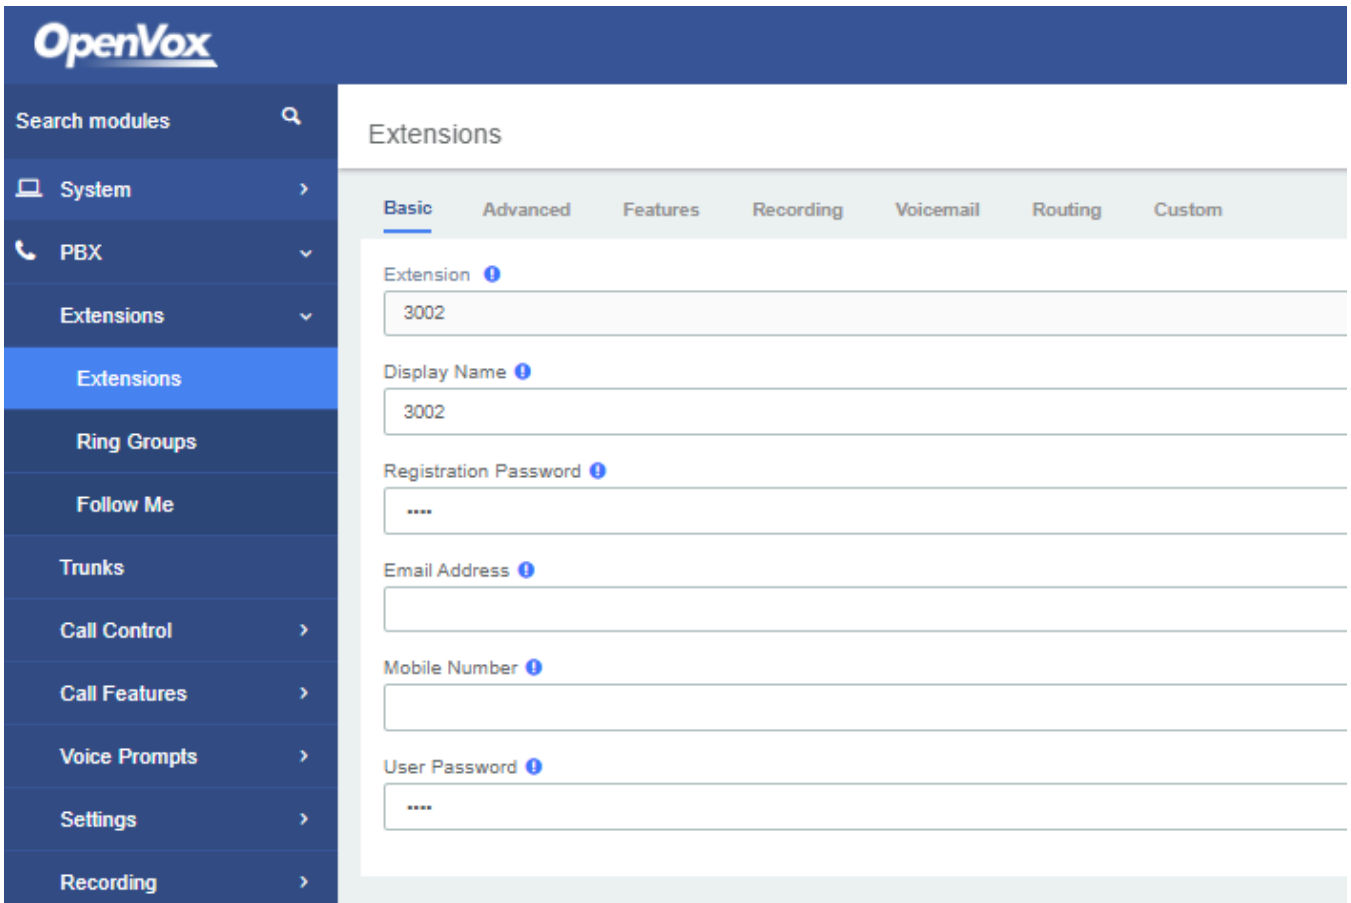 OpenVox
Search modules
System
PBX
Extensions
Extensions
Ring Groups
Follow Me
Trunks
Call Control
Call Features
Voice Prompts
Settings
Recording
Extensions
Basic Advanced Features Recording Voicemail Routing Custom
Extension
3002
Display Name
3002
Registration Password
••••
Email Address
Mobile Number
User Password
••••